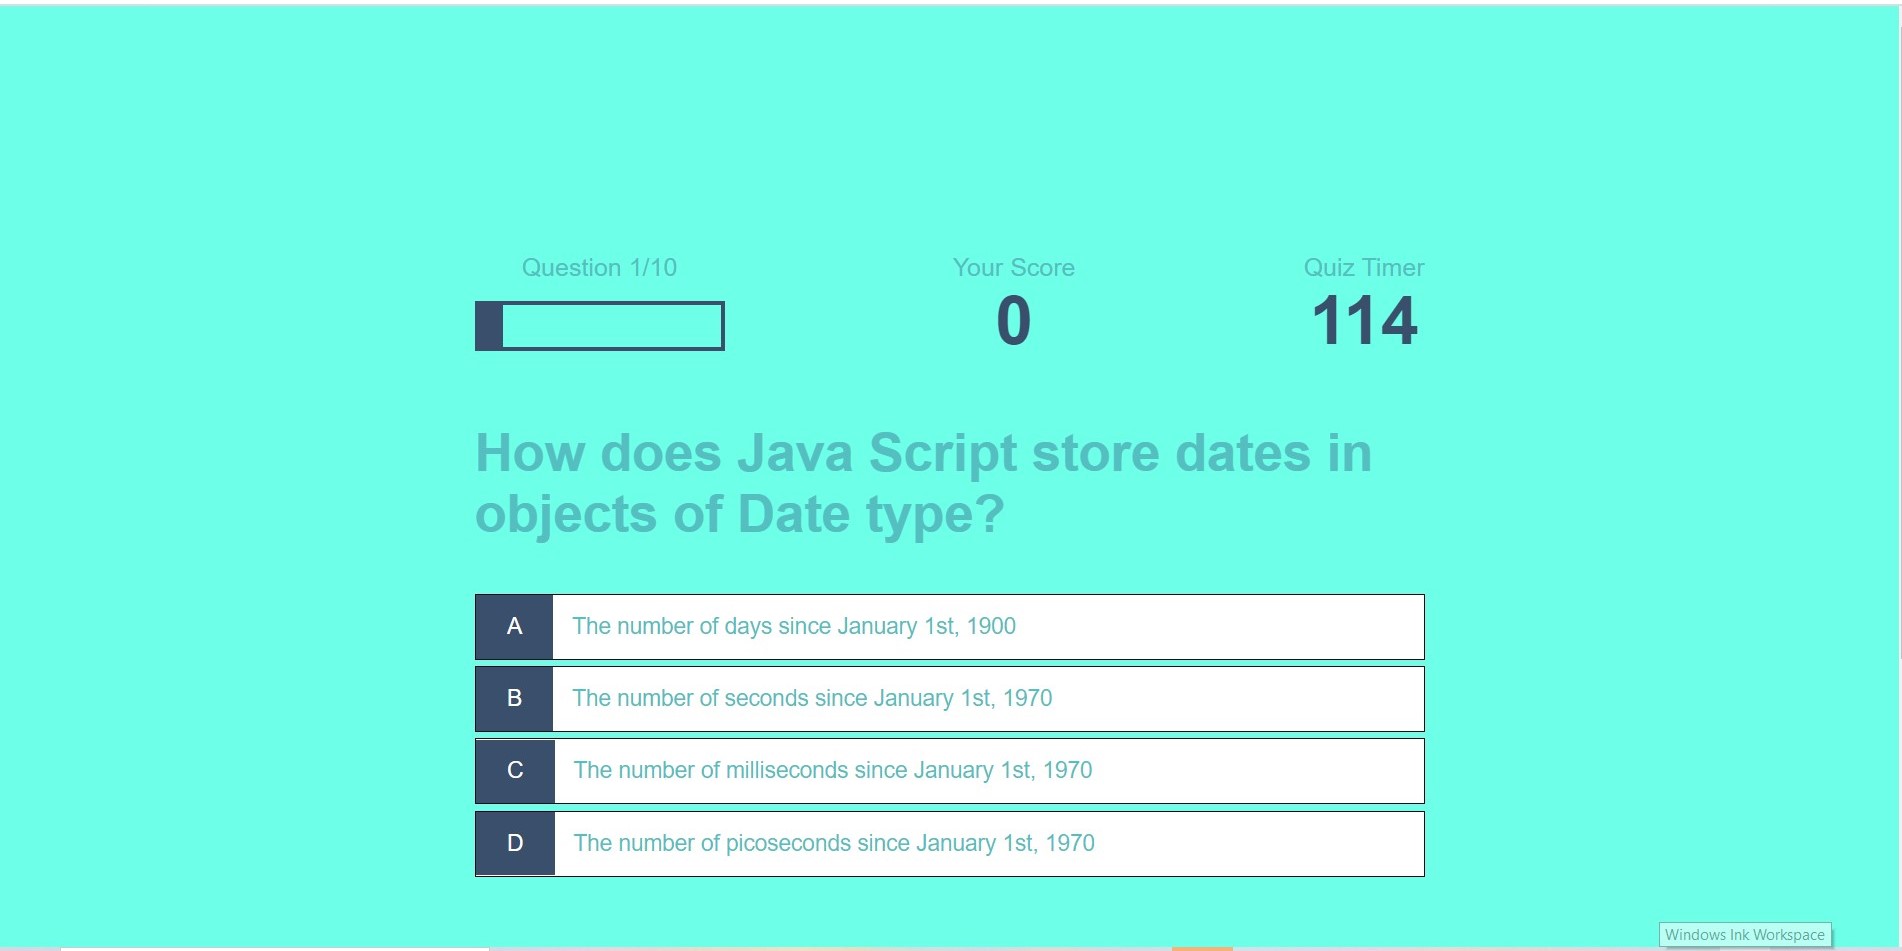 Question 1/10
Your Score
Quiz Timer
0
114
How does Java Script store dates in
objects of Date type?
A The number of days since January 1st, 1900
B The number of seconds since January 1st, 1970
C The number of milliseconds since January 1st, 1970
D The number of picoseconds since January 1st, 1970
Windows Ink Workspace